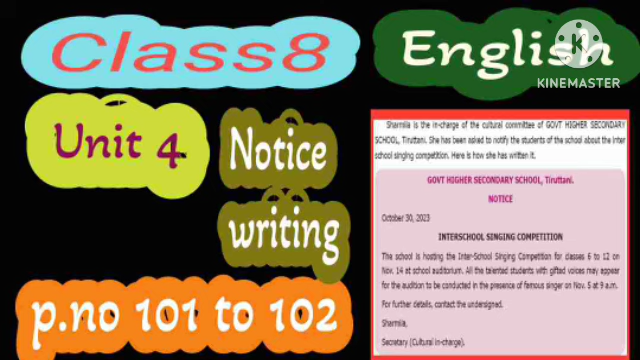 Class8
English
KINEMASTER
Unit 4
Notice
writing
p.no 101 to 102
Sharmila is the in-charge of the cultural committee of GOVT HIGHER SECONDARY
SCHOOL, Tiruttani. She has been asked to notify the students of the school about the inter
school singing competition. Here is how she has written it.
GOVT HIGHER SECONDARY SCHOOL, Tiruttani.
NOTICE
October 30, 2023
INTERSCHOOL SINGING COMPETITION
The school is hosting the Inter-School Singing Competition for classes 6 to 12 on
Nov. 14 at school auditorium. All the talented students with gifted voices may appear
for the audition to be conducted in the presence of famous singer on Nov. 5 at 9 a.m.
For further details, contact the undersigned.
Sharmila,
Secretary (Cultural in-charge).